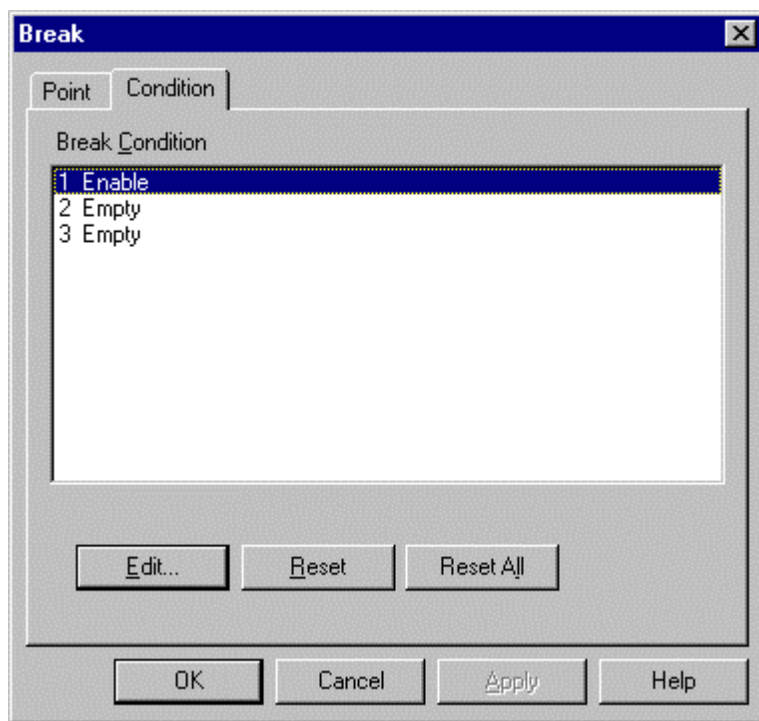 Break
Point Condition
Break Condition
1 Enable
2 Empty
3 Empty
Edit... Reset Reset All
OK Cancel Apply Help